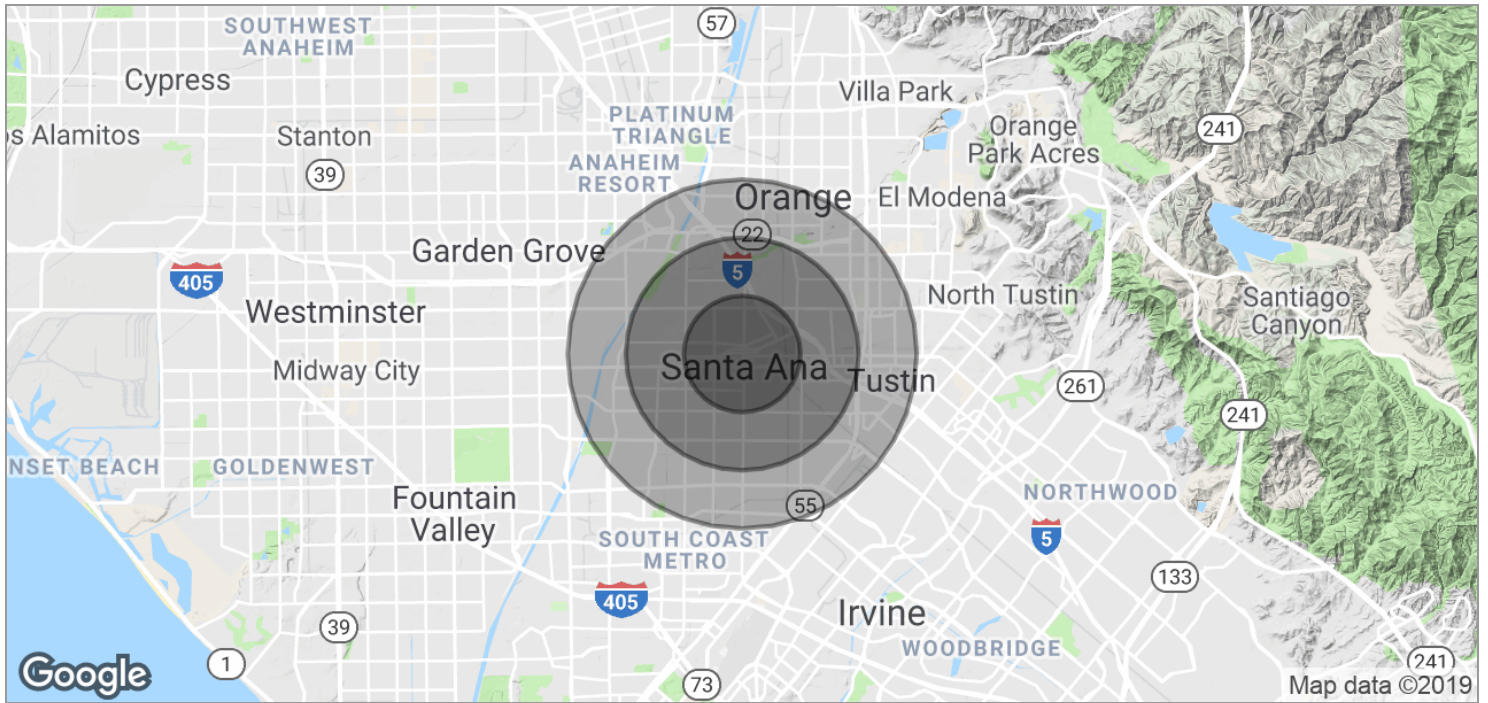 57
SOUTHWEST
ANAHEIM
Cypress
Villa Park
PLATINUM
TRIANGLE
os Alamitos
Stanton
Orange
Park Acres
241
39
ANAHEIM
RESORT
Orange
El Modena
22
Garden Grove
5
405
North Tustin
Santiago
Canyon
Westminster
Midway City
Santa Ana
Tustin
261
241
NSET BEACH
GOLDENWEST
Fountain
Valley
55
NORTHWOOD
SOUTH COAST
METRO
5
133
405
Irvine
39
WOODBRIDGE
1
241
Google
73
Map data ©2019